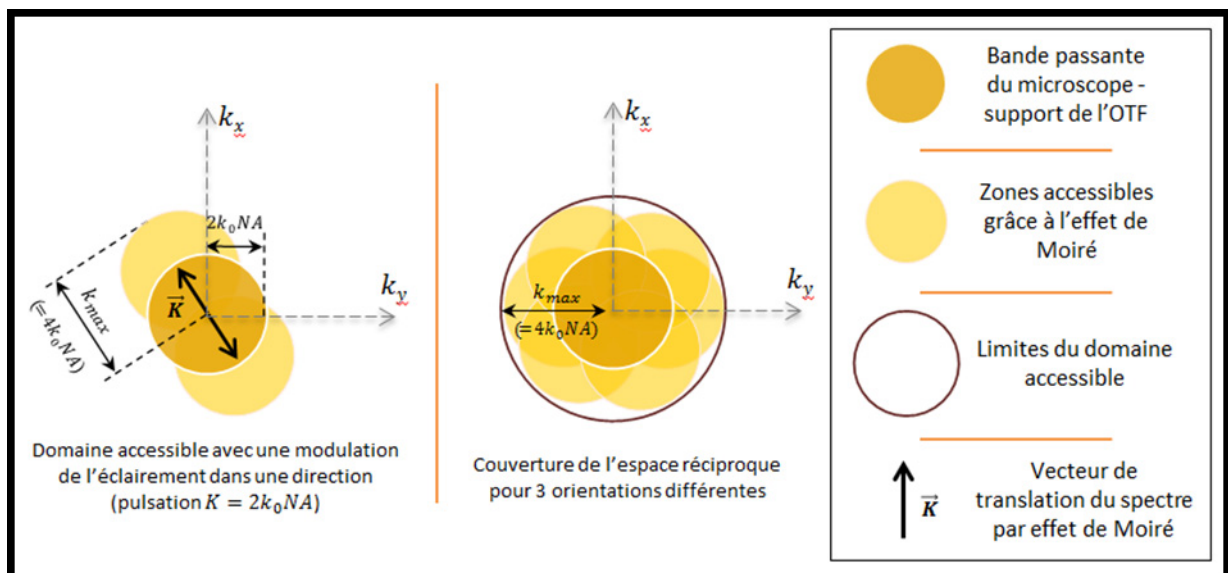 k_x
2k_0NA
k_y
K⃗
k_max
(=4k_0NA)
Domaine accessible avec une modulation
de l'éclairement dans une direction
(pulsation K = 2k_0NA)
k_x
k_y
k_max
(=4k_0NA)
Couverture de l'espace réciproque
pour 3 orientations différentes
Bande passante
du microscope -
support de l'OTF
Zones accessibles
grâce à l'effet de
Moiré
Limites du domaine
accessible
K⃗
Vecteur de
translation du spectre
par effet de Moiré